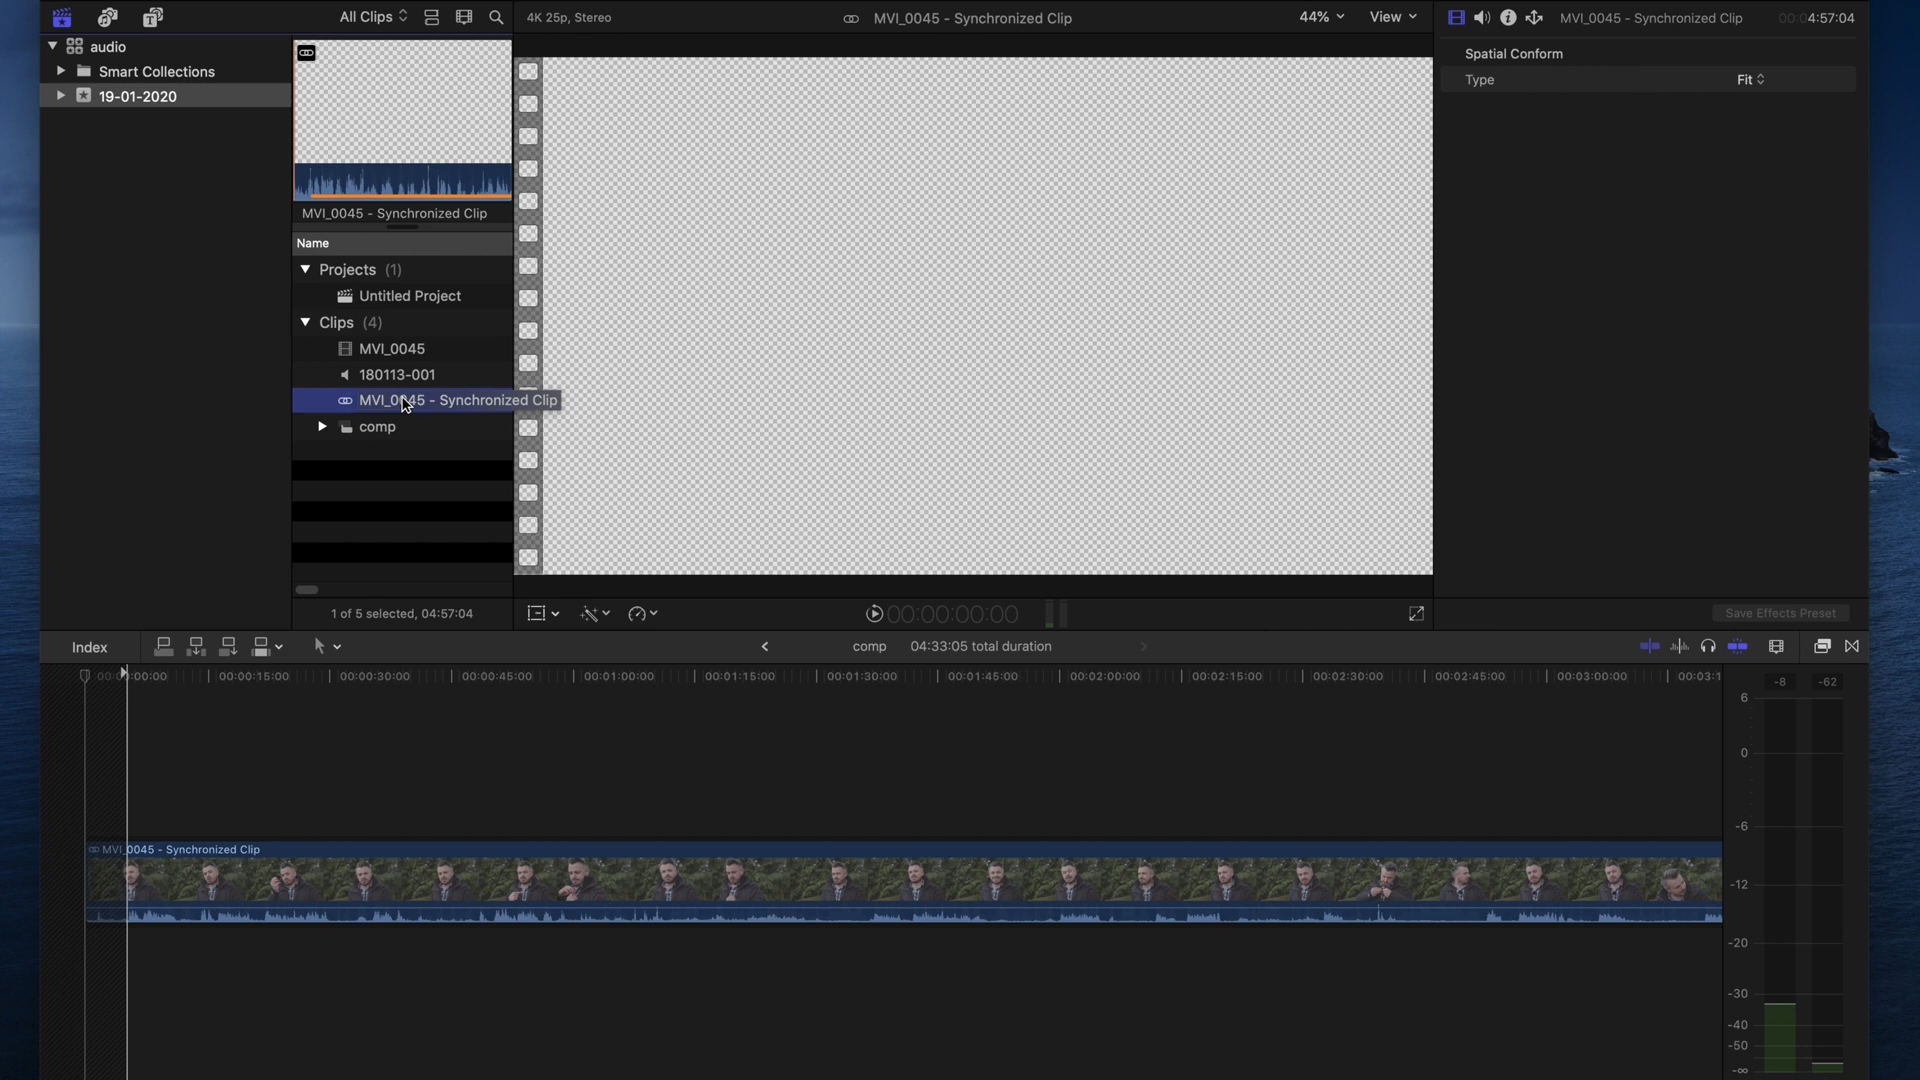 All Clips
4K 25p, Stereo
MVI_0045 - Synchronized Clip
44%
View
MVI_0045 - Synchronized Clip
00:04:57:04
audio
Smart Collections
19-01-2020
Spatial Conform
Type
Fit
MVI_0045 - Synchronized Clip
Name
Projects (1)
Untitled Project
Clips (4)
MVI_0045
180113-001
MVI_0045 - Synchronized Clip
comp
1 of 5 selected, 04:57:04
00:00:00:00
Save Effects Preset
Index
comp
04:33:05 total duration
00:00:00:00
00:00:15:00
00:00:30:00
00:00:45:00
00:01:00:00
00:01:15:00
00:01:30:00
00:01:45:00
00:02:00:00
00:02:15:00
00:02:30:00
00:02:45:00
00:03:00:00
00:03:1
-8
-62
6
0
-6
MVI_0045 - Synchronized Clip
-12
-20
-30
-40
-50
-∞